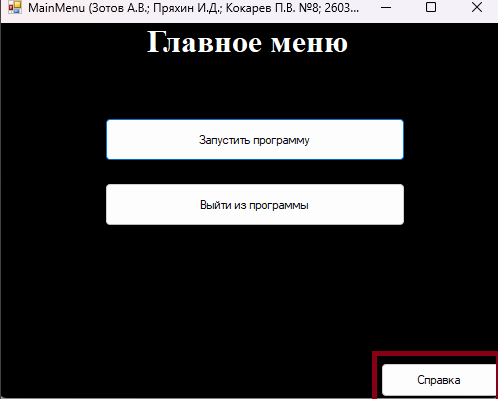 MainMenu (Зотов А.В.; Пряхин И.Д.; Кокарев П.В. №8; 2603...
Главное меню
Запустить программу
Выйти из программы
Справка